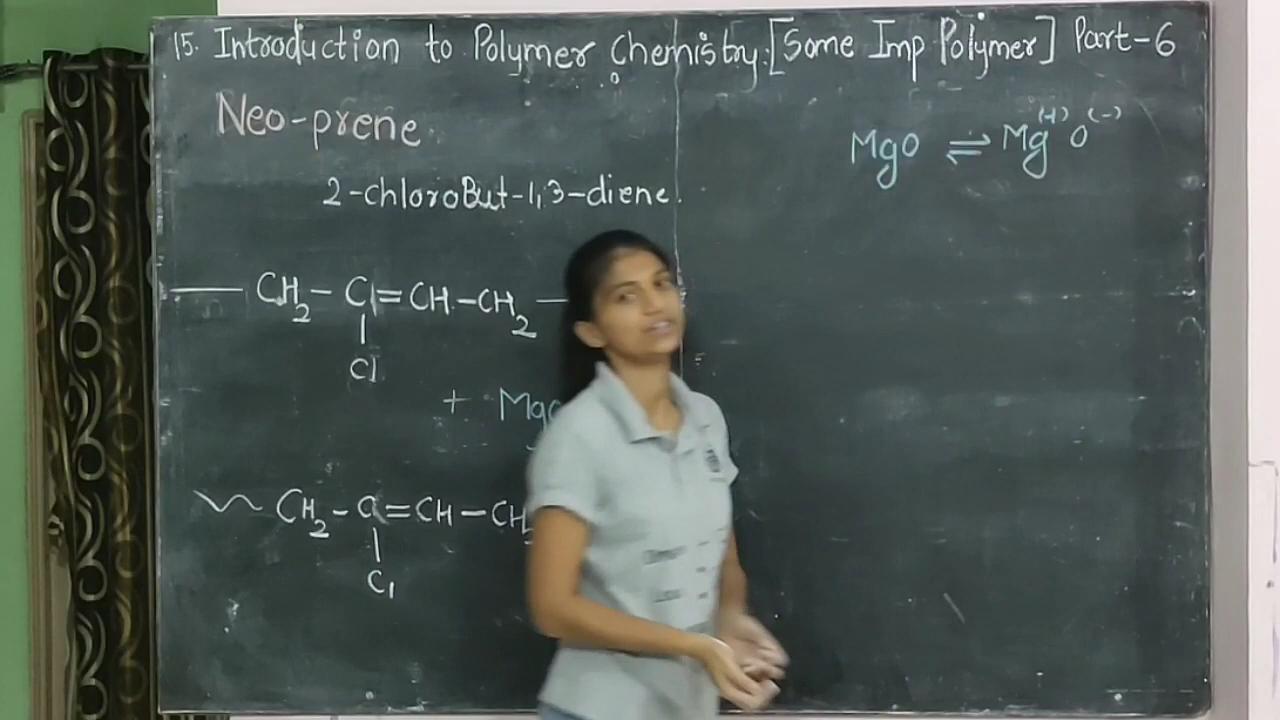 15. Introduction to Polymer Chemistry:[Some Imp Polymer] Part-6
Neo-prene
MgO ⇌ Mg(+) O(-)
2-chloroBut-1,3-diene.
— CH2 – C = CH – CH2 —
Cl
+ Mg
CH2 - C = CH – CH
Cl